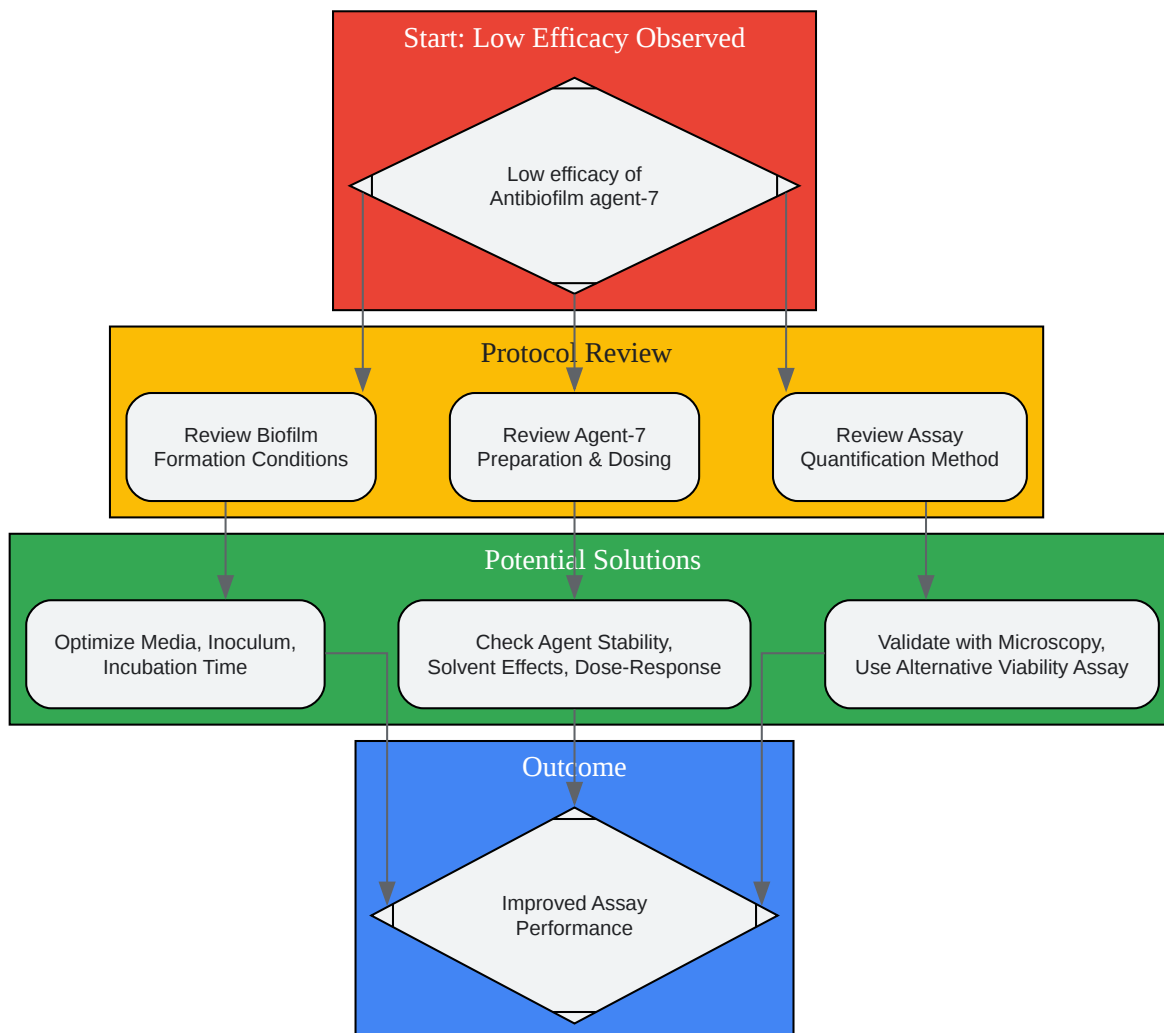 Start: Low Efficacy Observed
Low efficacy of
Antibiofilm agent-7
Protocol Review
Review Biofilm
Formation Conditions
Review Agent-7
Preparation & Dosing
Review Assay
Quantification Method
Potential Solutions
Optimize Media, Inoculum,
Incubation Time
Check Agent Stability,
Solvent Effects, Dose-Response
Validate with Microscopy,
Use Alternative Viability Assay
Outcome
Improved Assay
Performance